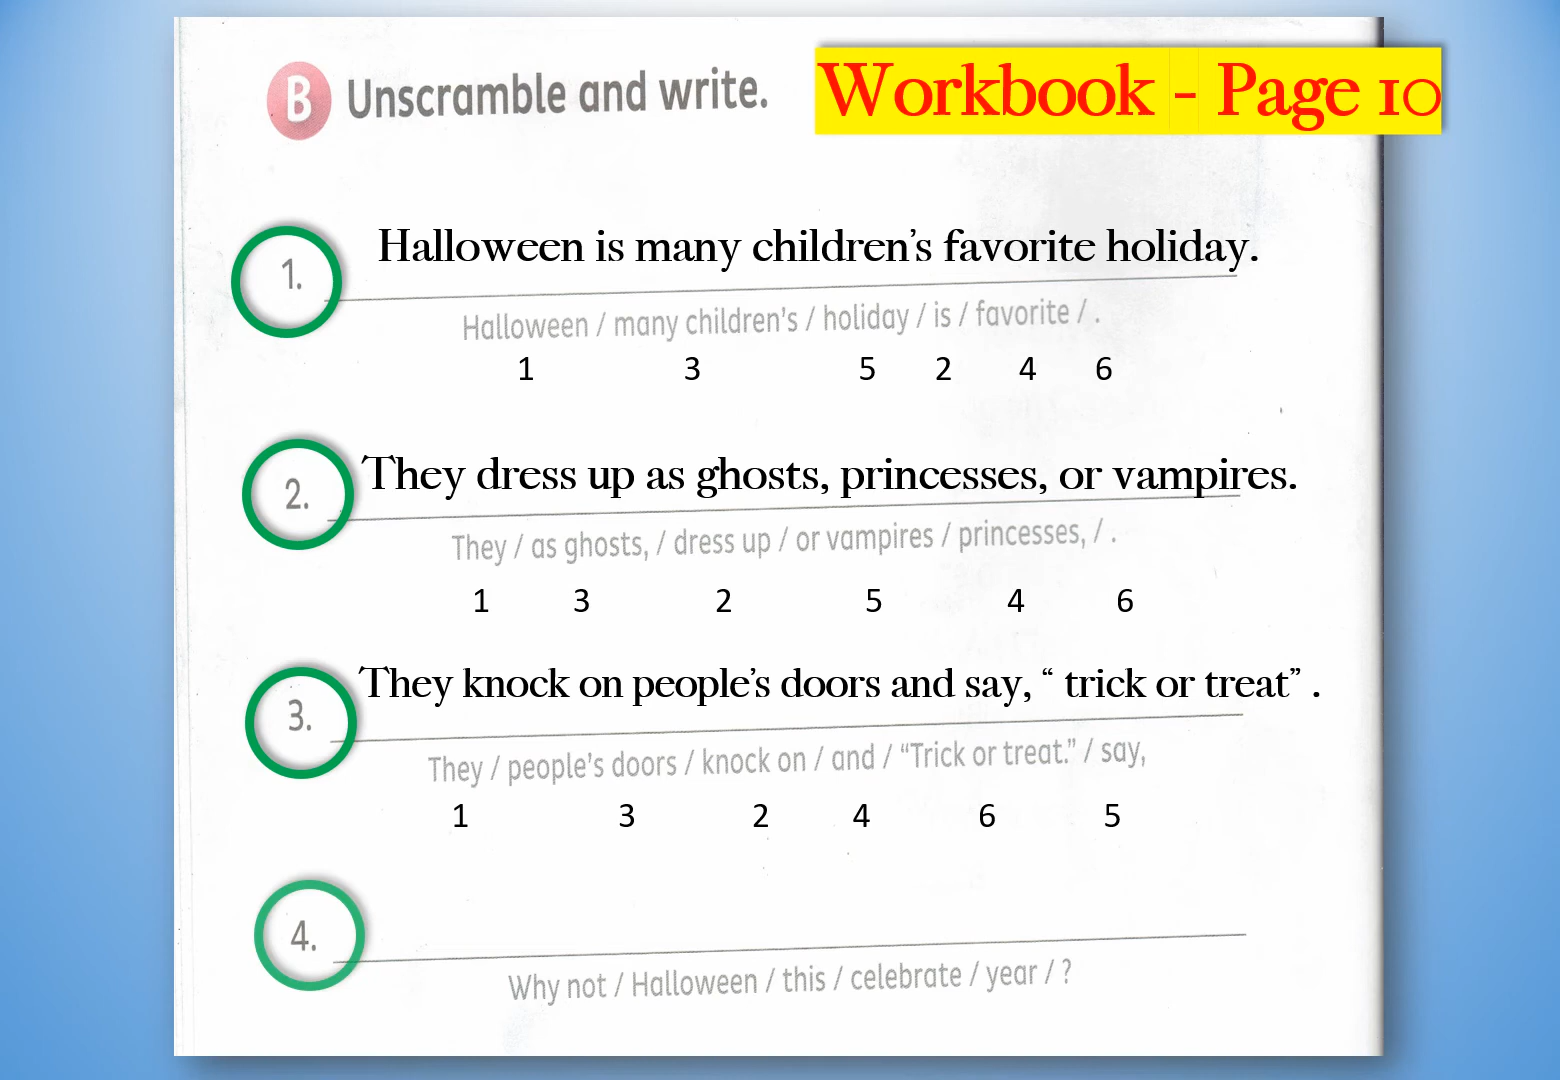 B Unscramble and write.
Workbook - Page 10
1. Halloween is many children's favorite holiday.
Halloween / many children's / holiday / is / favorite / .
1 3 5 2 4 6
2. They dress up as ghosts, princesses, or vampires.
They / as ghosts, / dress up / or vampires / princesses, / .
1 3 2 5 4 6
3. They knock on people's doors and say, “ trick or treat” .
They / people's doors / knock on / and / “Trick or treat.” / say,
1 3 2 4 6 5
4.
Why not / Halloween / this / celebrate / year / ?